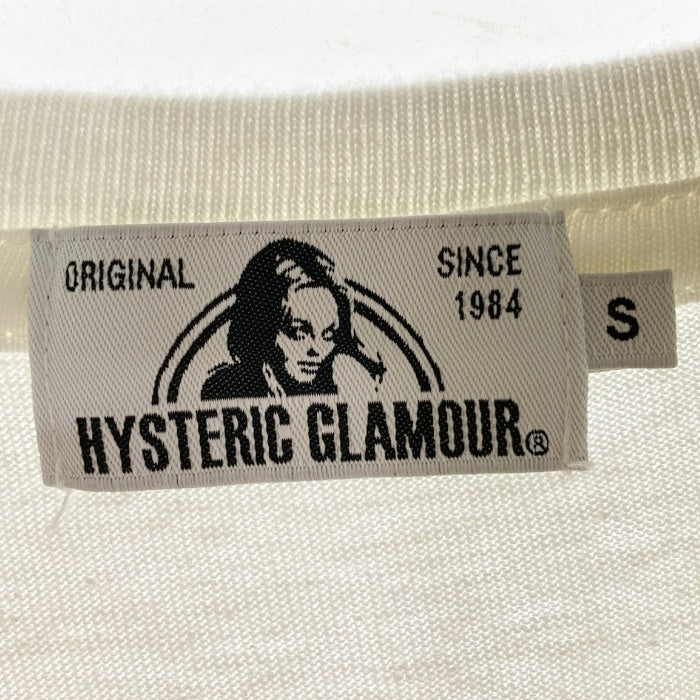 ORIGINAL
SINCE
1984
HYSTERIC GLAMOUR®
S